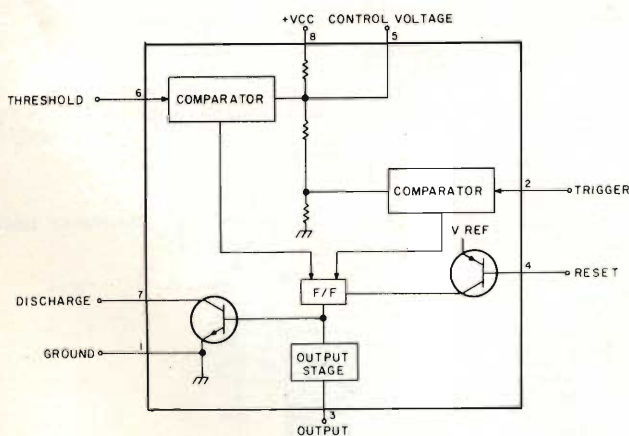 +VCC CONTROL VOLTAGE
8
5
THRESHOLD
6
COMPARATOR
COMPARATOR
2
TRIGGER
V REF
4
RESET
F/F
DISCHARGE
7
GROUND
1
OUTPUT
STAGE
3
OUTPUT